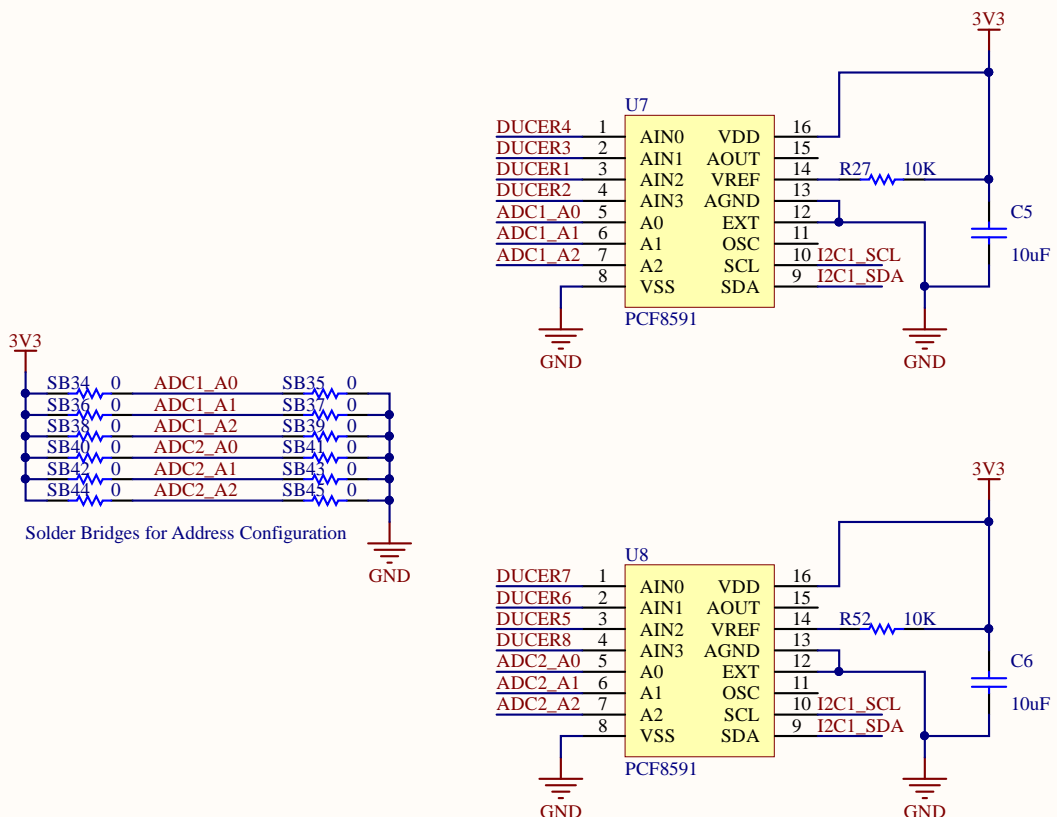 3V3
SB34 0 ADC1_A0 SB35 0
SB36 0 ADC1_A1 SB37 0
SB38 0 ADC1_A2 SB39 0
SB40 0 ADC2_A0 SB41 0
SB42 0 ADC2_A1 SB43 0
SB44 0 ADC2_A2 SB45 0
Solder Bridges for Address Configuration
GND
3V3
U7
DUCER4 1 AIN0 VDD 16
DUCER3 2 AIN1 AOUT 15
DUCER1 3 AIN2 VREF 14 R27 10K
DUCER2 4 AIN3 AGND 13
ADC1_A0 5 A0 EXT 12
ADC1_A1 6 A1 OSC 11
ADC1_A2 7 A2 SCL 10 I2C1_SCL
8 VSS SDA 9 I2C1_SDA
C5
10uF
PCF8591
GND
GND
3V3
U8
DUCER7 1 AIN0 VDD 16
DUCER6 2 AIN1 AOUT 15
DUCER5 3 AIN2 VREF 14 R52 10K
DUCER8 4 AIN3 AGND 13
ADC2_A0 5 A0 EXT 12
ADC2_A1 6 A1 OSC 11
ADC2_A2 7 A2 SCL 10 I2C1_SCL
8 VSS SDA 9 I2C1_SDA
C6
10uF
PCF8591
GND
GND